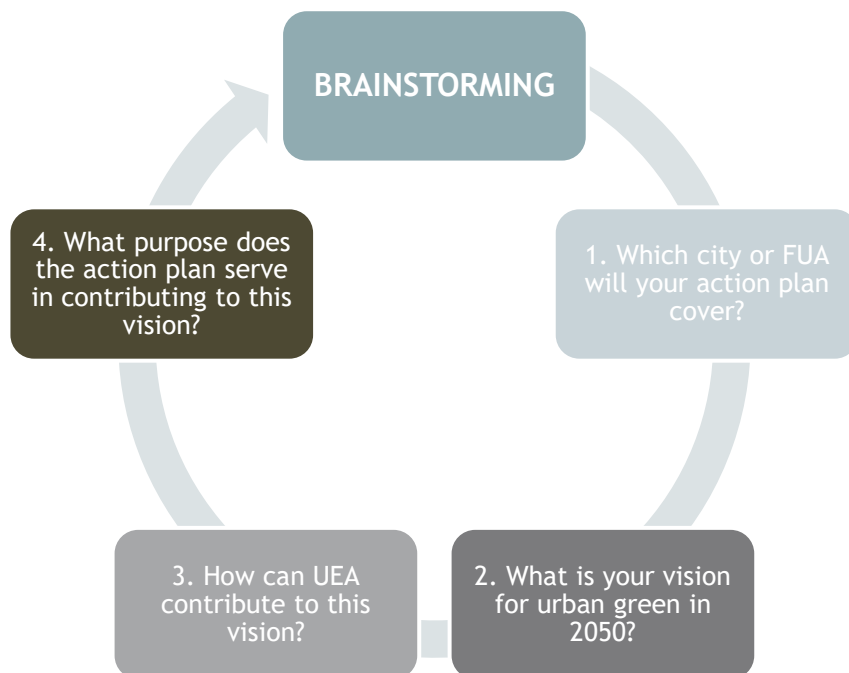 BRAINSTORMING
1. Which city or FUA
will your action plan
cover?
2. What is your vision
for urban green in
2050?
3. How can UEA
contribute to this
vision?
4. What purpose does
the action plan serve
in contributing to this
vision?